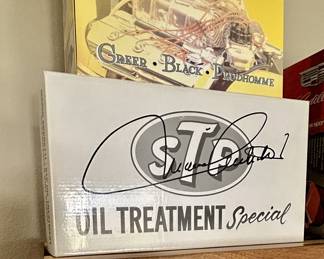 GREER • BLACK • PRUDHOMME
STP
OIL TREATMENT Special